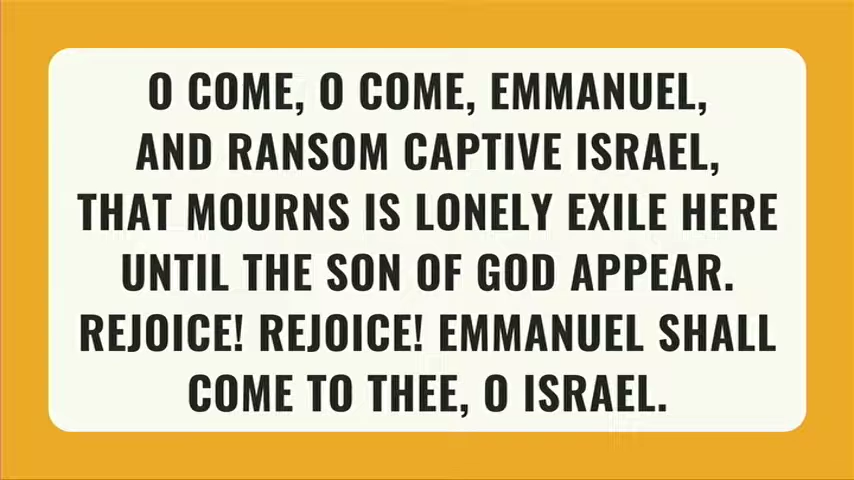 O COME, O COME, EMMANUEL,
AND RANSOM CAPTIVE ISRAEL,
THAT MOURNS IS LONELY EXILE HERE
UNTIL THE SON OF GOD APPEAR.
REJOICE! REJOICE! EMMANUEL SHALL
COME TO THEE, O ISRAEL.